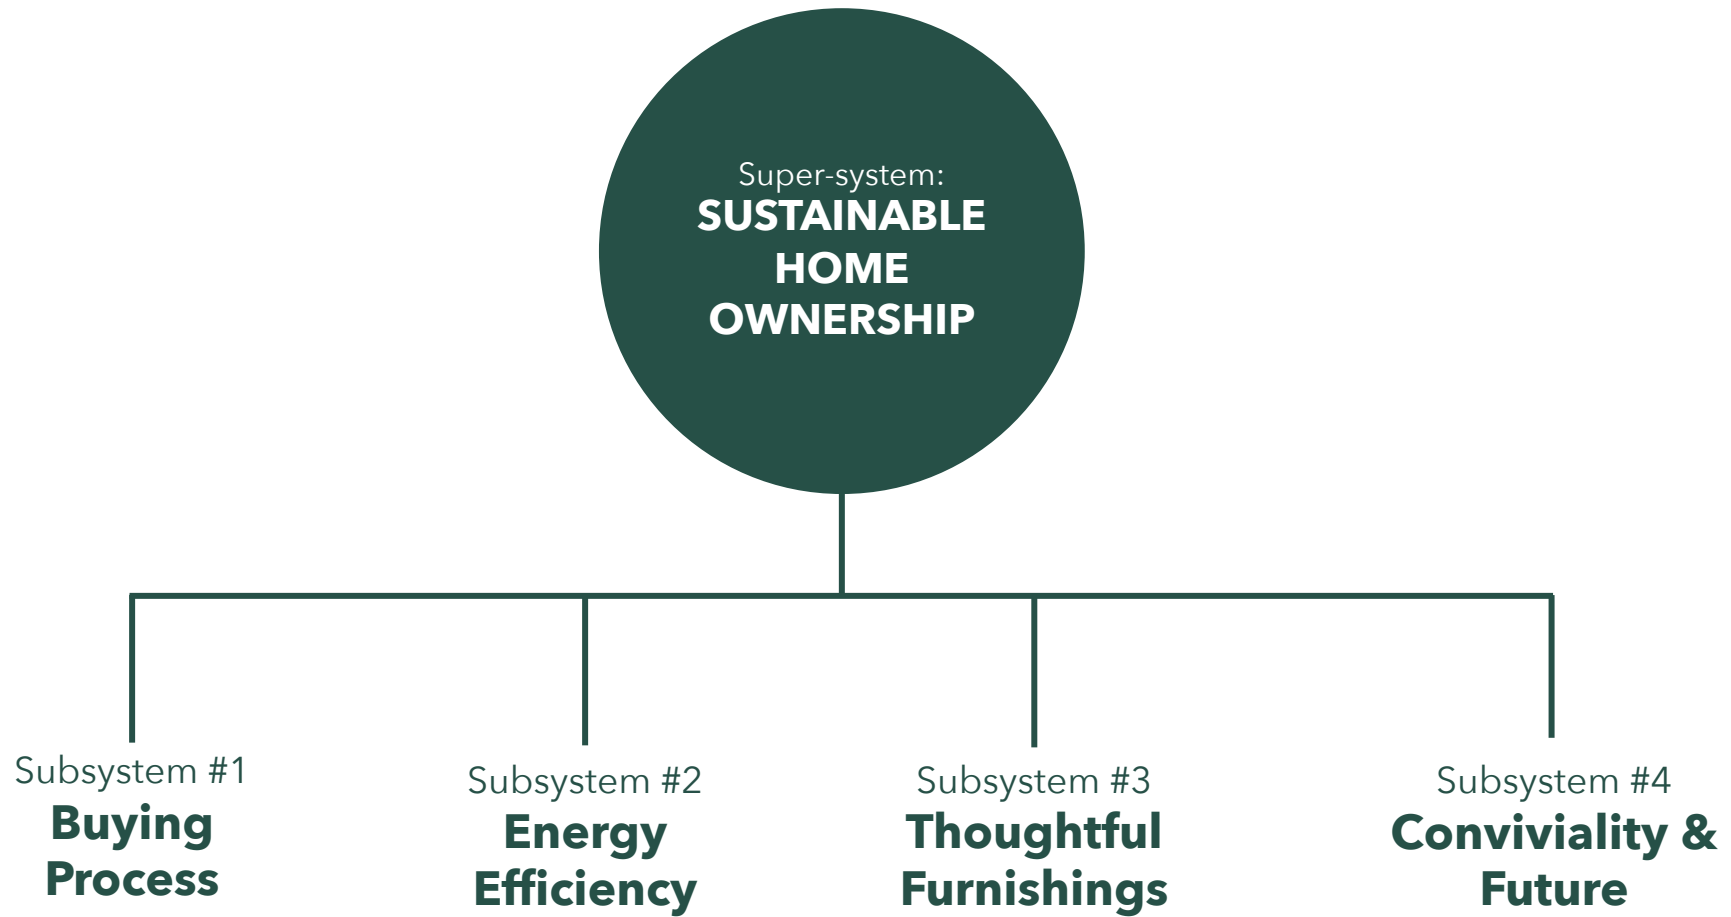 Super-system:
SUSTAINABLE
HOME
OWNERSHIP
Subsystem #1
Buying
Process
Subsystem #2
Energy
Efficiency
Subsystem #3
Thoughtful
Furnishings
Subsystem #4
Conviviality &
Future